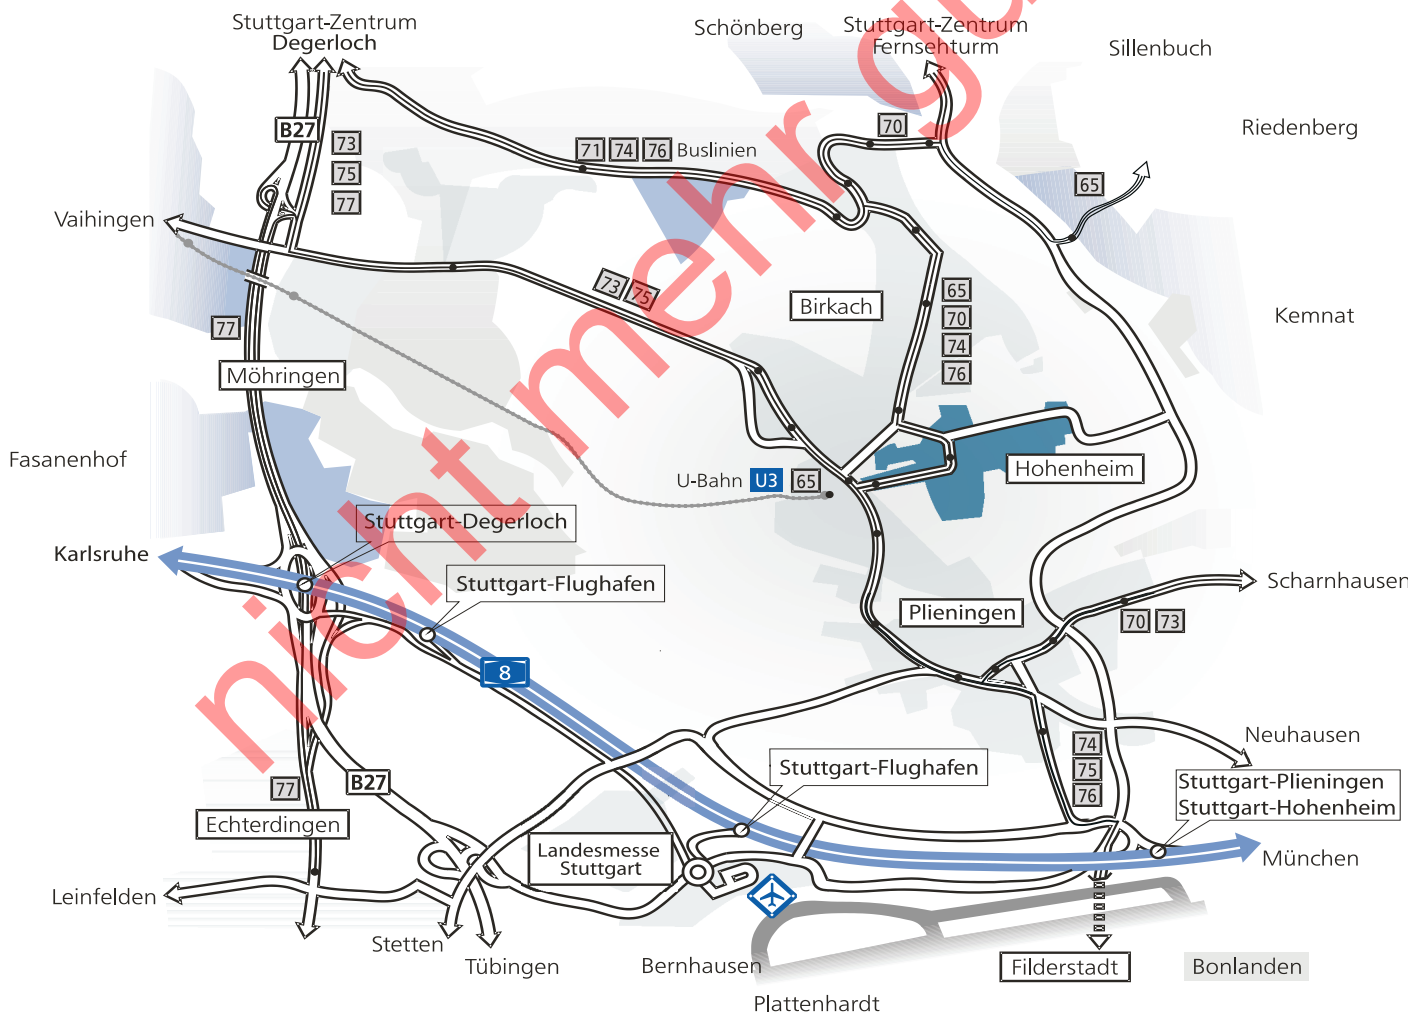 Stuttgart-Zentrum
Degerloch
Schönberg
Stuttgart-Zentrum
Fernsehturm
Sillenbuch
Riedenberg
B27
73
75
77
71 74 76 Buslinien
70
65
Vaihingen
73 75
Birkach
65
70
74
76
Kemnat
77
Möhringen
Fasanenhof
U-Bahn U3 65
Hohenheim
Stuttgart-Degerloch
Karlsruhe
Stuttgart-Flughafen
Scharnhausen
Plieningen
70 73
8
Neuhausen
74
75
76
Stuttgart-Flughafen
Stuttgart-Plieningen
Stuttgart-Hohenheim
77
B27
Echterdingen
Landesmesse
Stuttgart
München
Leinfelden
Stetten
Tübingen
Bernhausen
Filderstadt
Bonlanden
Plattenhardt
nicht mehr gü